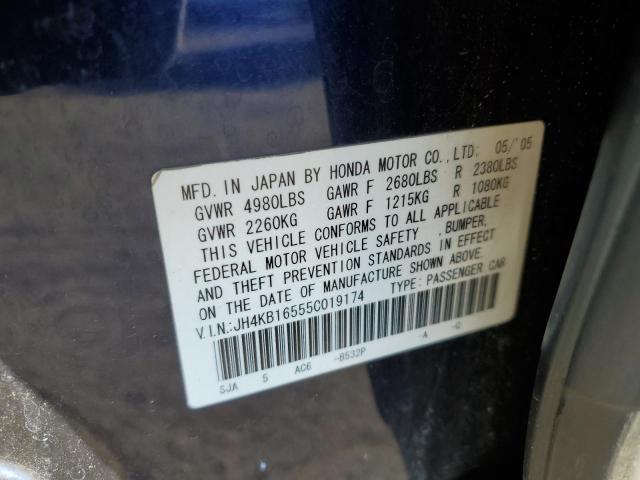 MFD. IN JAPAN BY HONDA MOTOR CO., LTD; 05/'05
GVWR 4980LBS GAWR F 2680LBS R 2380LBS
GVWR 2260KG GAWR F 1215KG R 1080KG
THIS VEHICLE CONFORMS TO ALL APPLICABLE
FEDERAL MOTOR VEHICLE SAFETY ,BUMPER,
AND THEFT PREVENTION STANDARDS IN EFFECT
ON THE DATE OF MANUFACTURE SHOWN ABOVE.
V.I.N.:JH4KB16555C019174 TYPE: PASSENGER CAR
SJA 5 AC6 -B532P -A -C